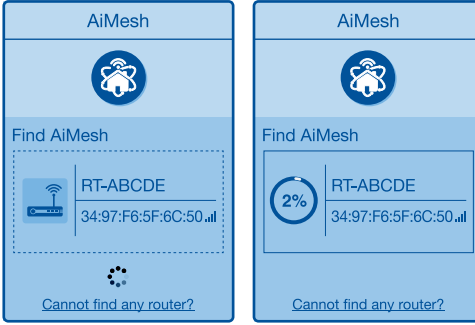 AiMesh
Find AiMesh
RT-ABCDE
34:97:F6:5F:6C:50
Cannot find any router?
AiMesh
Find AiMesh
2%
RT-ABCDE
34:97:F6:5F:6C:50
Cannot find any router?